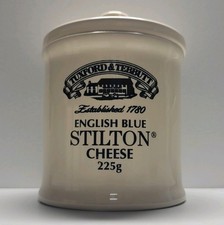 TUXFORD & TEBBUTT
Established 1780
ENGLISH BLUE
STILTON®
CHEESE
225g